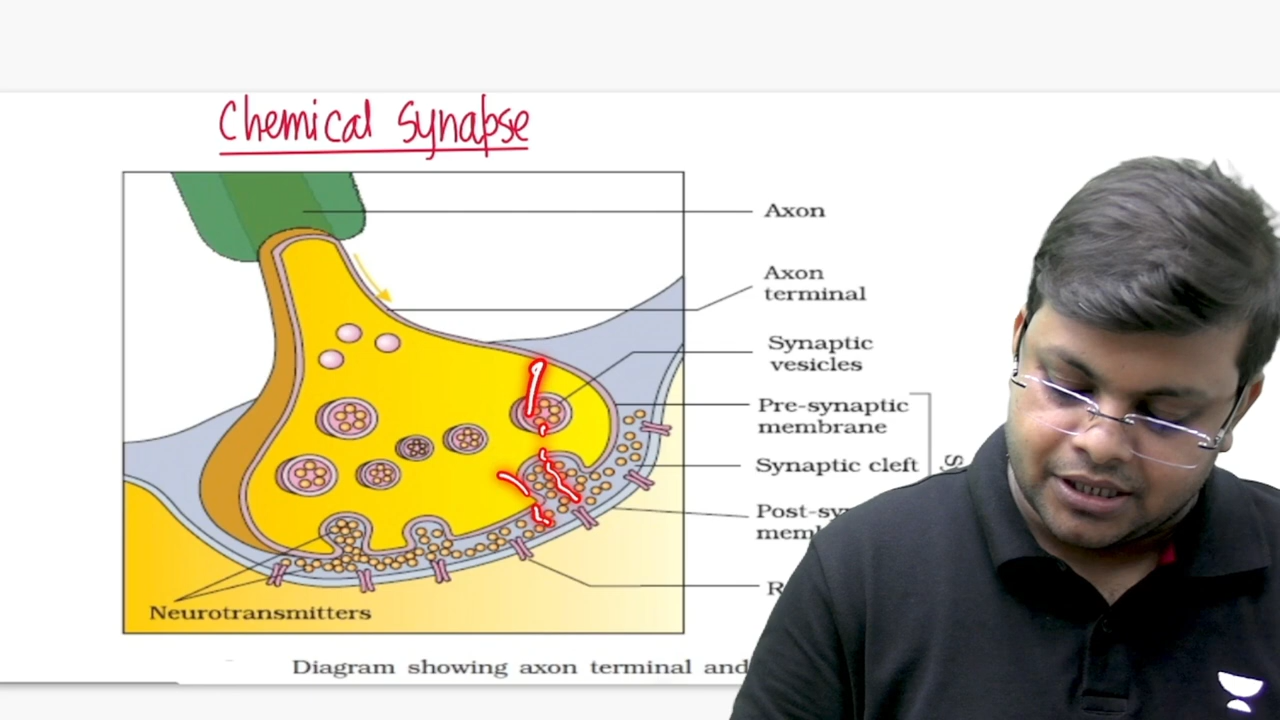 Chemical Synapse
Axon
Axon
terminal
Synaptic
vesicles
Pre-synaptic
membrane
Synaptic cleft
Neurotransmitters
Diagram showing axon terminal and